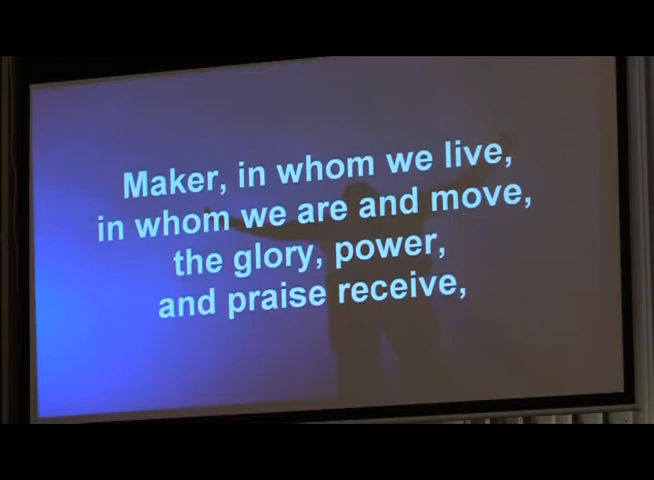 Maker, in whom we live,
in whom we are and move,
the glory, power,
and praise receive,